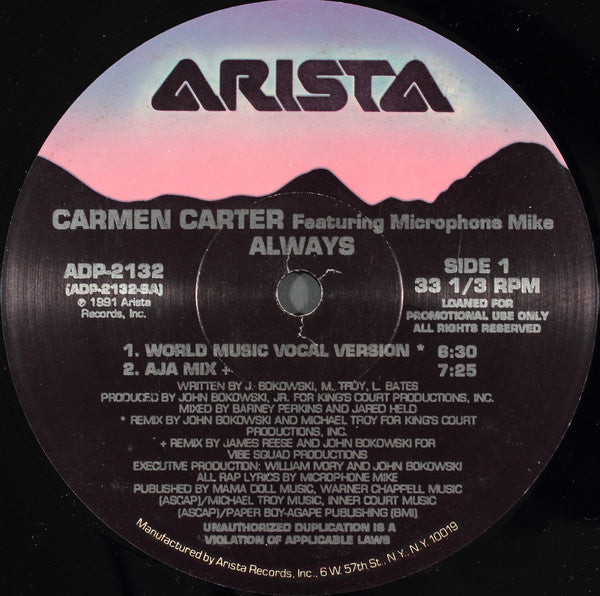 ARISTA
CARMEN CARTER Featuring Microphone Mike
ALWAYS
ADP-2132
(ADP-2132-SA)
℗ 1991 Arista
Records, Inc.
SIDE 1
33 1/3 RPM
LOANED FOR
PROMOTIONAL USE ONLY
ALL RIGHTS RESERVED
1. WORLD MUSIC VOCAL VERSION * 6:30
2. AJA MIX + 7:25
WRITTEN BY J. BOKOWSKI, M. TROY, L. BATES
PRODUCED BY JOHN BOKOWSKI, JR. FOR KING'S COURT PRODUCTIONS, INC.
MIXED BY BARNEY PERKINS AND JARED HELD
* REMIX BY JOHN BOKOWSKI AND MICHAEL TROY FOR KING'S COURT
PRODUCTIONS, INC.
+ REMIX BY JAMES REESE AND JOHN BOKOWSKI FOR
VIBE SQUAD PRODUCTIONS
EXECUTIVE PRODUCTION: WILLIAM IVORY AND JOHN BOKOWSKI
ALL RAP LYRICS BY MICROPHONE MIKE
PUBLISHED BY MAMA DOLL MUSIC, WARNER CHAPPELL MUSIC
(ASCAP)/MICHAEL TROY MUSIC, INNER COURT MUSIC
(ASCAP)/PAPER BOY-AGAPE PUBLISHING (BMI)
UNAUTHORIZED DUPLICATION IS A
VIOLATION OF APPLICABLE LAWS
Manufactured by Arista Records, Inc., 6 W. 57th St., N.Y., N.Y. 10019